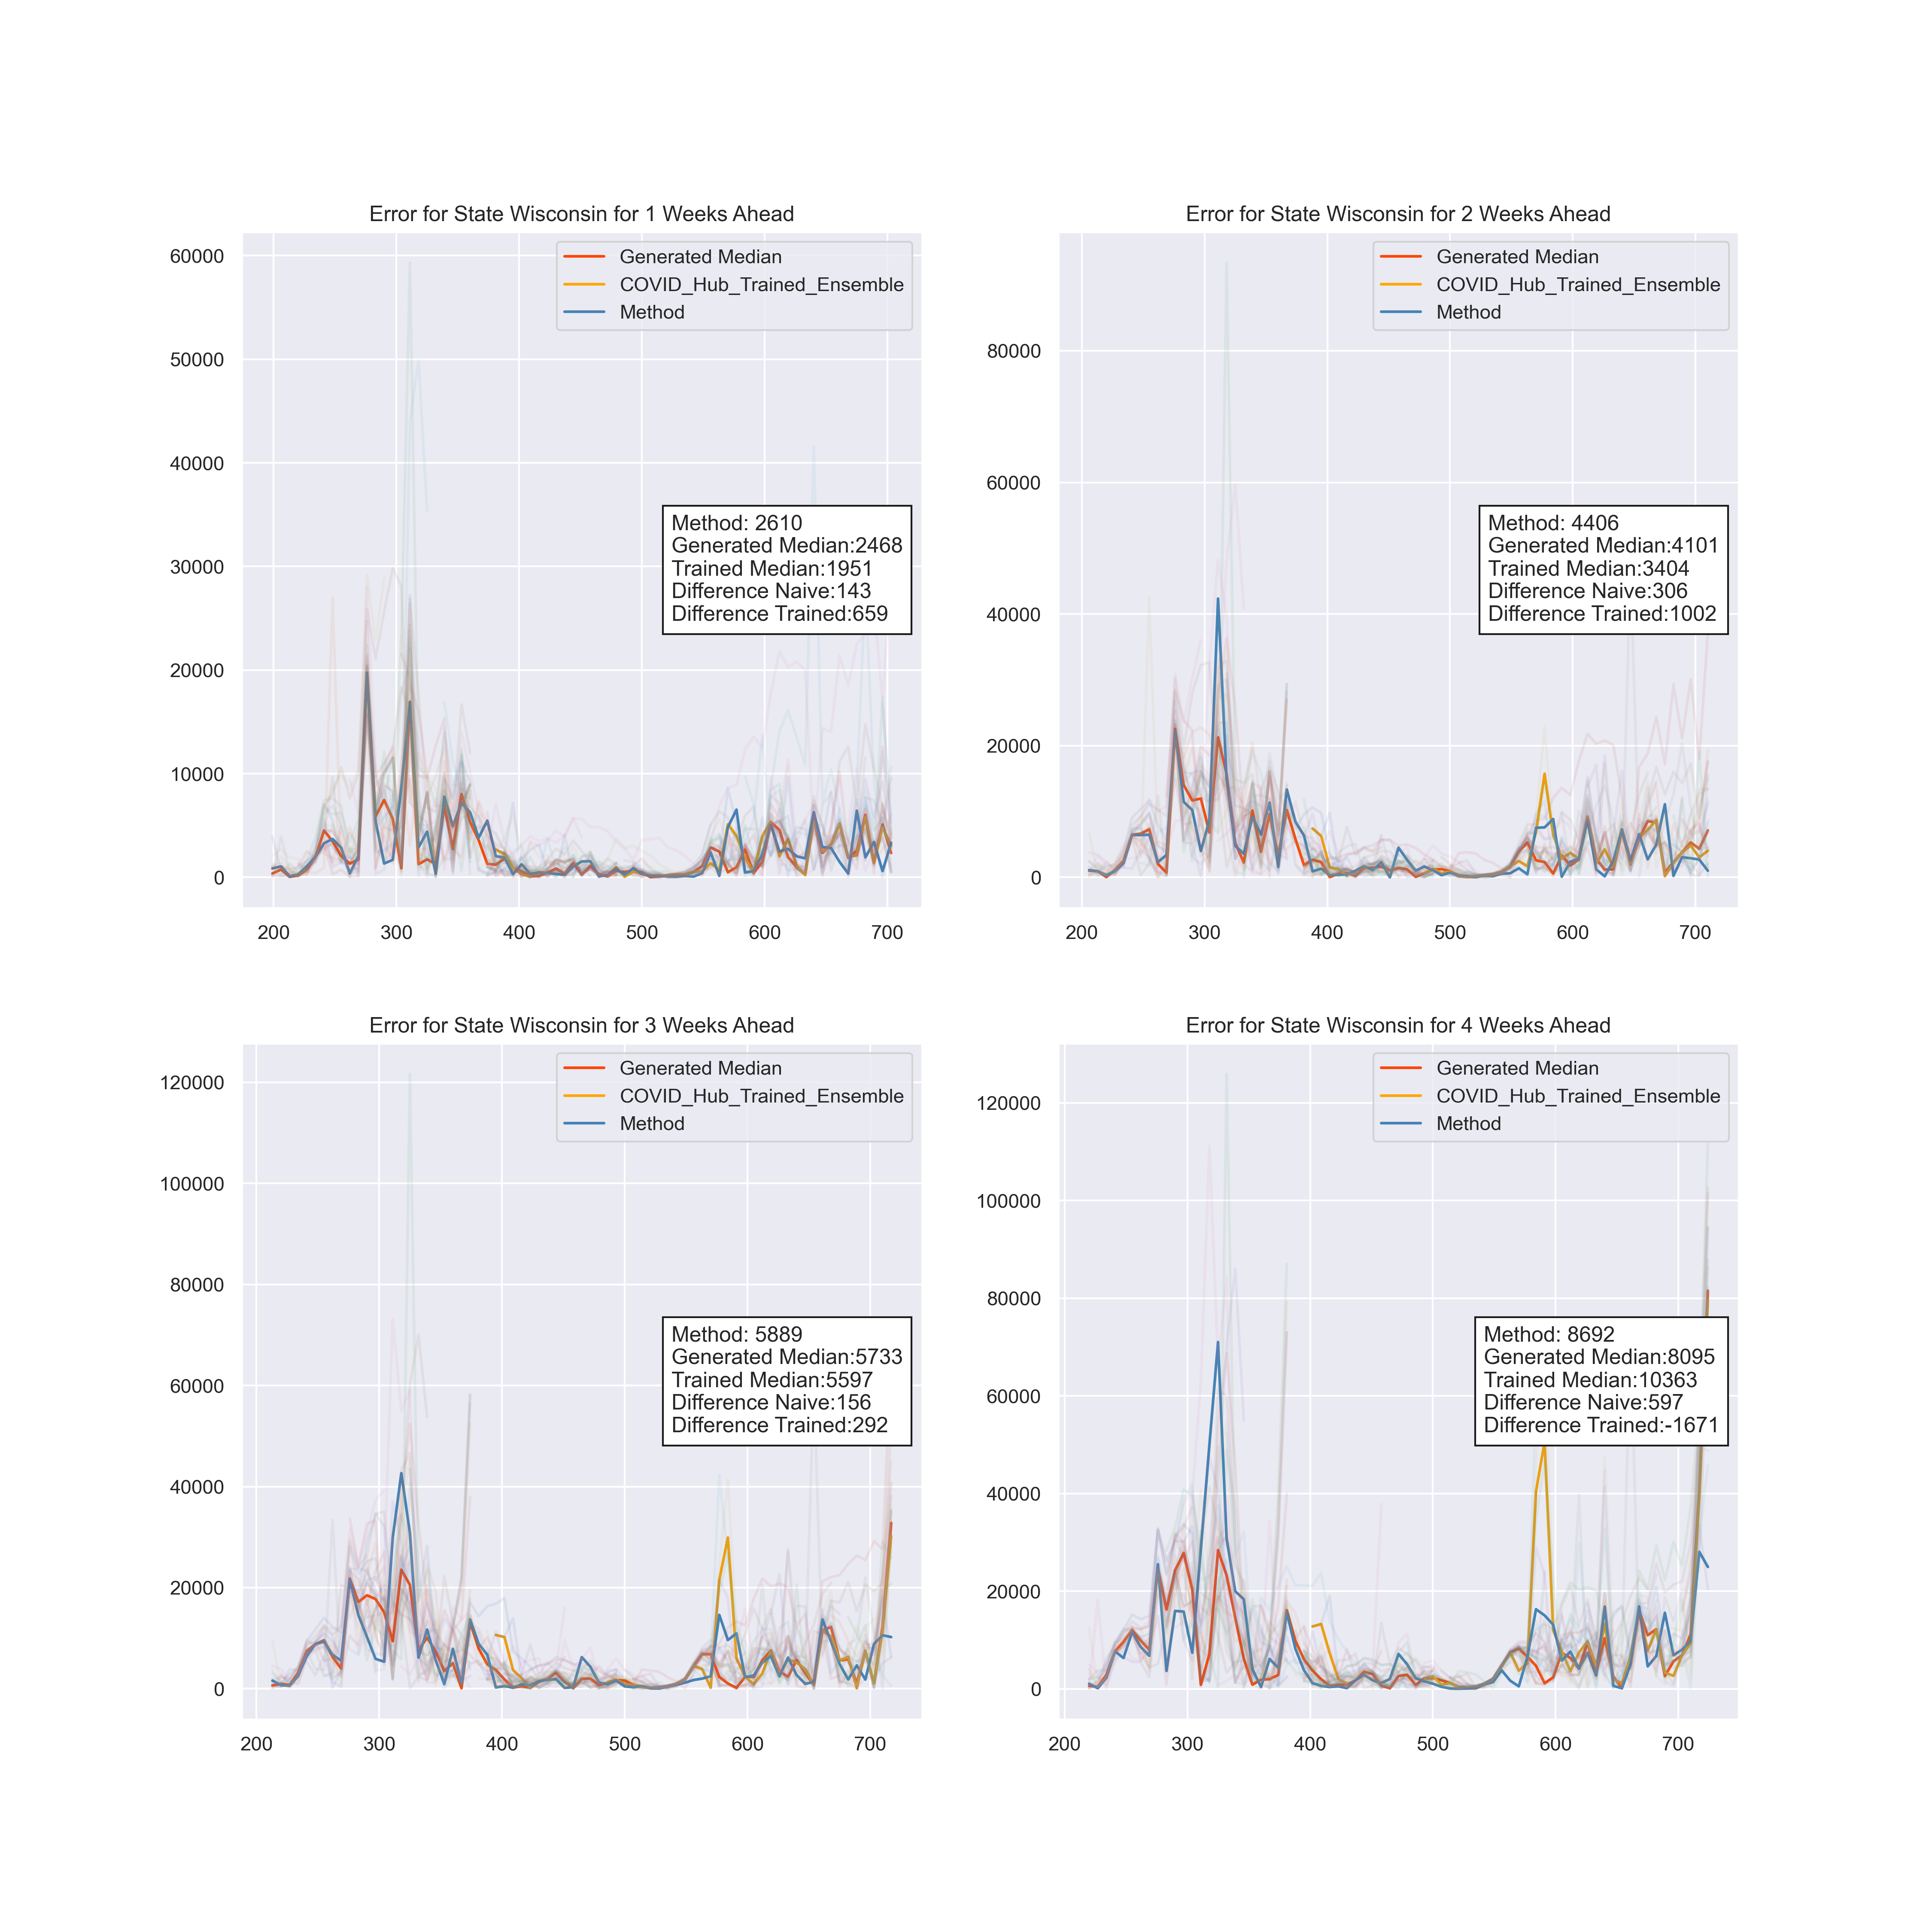 Error for State Wisconsin for 1 Weeks Ahead
60000
50000
40000
30000
20000
10000
0
200 300 400 500 600 700
Generated Median
COVID_Hub_Trained_Ensemble
Method
Method: 2610
Generated Median:2468
Trained Median:1951
Difference Naive:143
Difference Trained:659
Error for State Wisconsin for 2 Weeks Ahead
80000
60000
40000
20000
0
200 300 400 500 600 700
Generated Median
COVID_Hub_Trained_Ensemble
Method
Method: 4406
Generated Median:4101
Trained Median:3404
Difference Naive:306
Difference Trained:1002
Error for State Wisconsin for 3 Weeks Ahead
120000
100000
80000
60000
40000
20000
0
200 300 400 500 600 700
Generated Median
COVID_Hub_Trained_Ensemble
Method
Method: 5889
Generated Median:5733
Trained Median:5597
Difference Naive:156
Difference Trained:292
Error for State Wisconsin for 4 Weeks Ahead
120000
100000
80000
60000
40000
20000
0
200 300 400 500 600 700
Generated Median
COVID_Hub_Trained_Ensemble
Method
Method: 8692
Generated Median:8095
Trained Median:10363
Difference Naive:597
Difference Trained:-1671